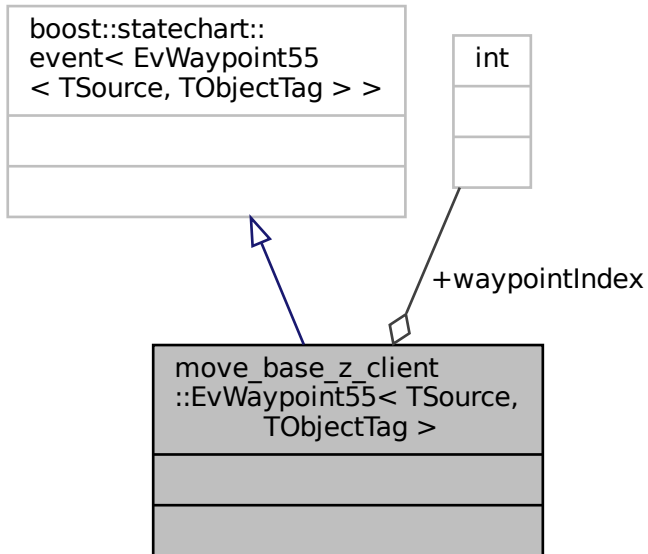 boost::statechart::
event< EvWaypoint55
< TSource, TObjectTag > >
int
+waypointIndex
move_base_z_client
::EvWaypoint55< TSource,
TObjectTag >